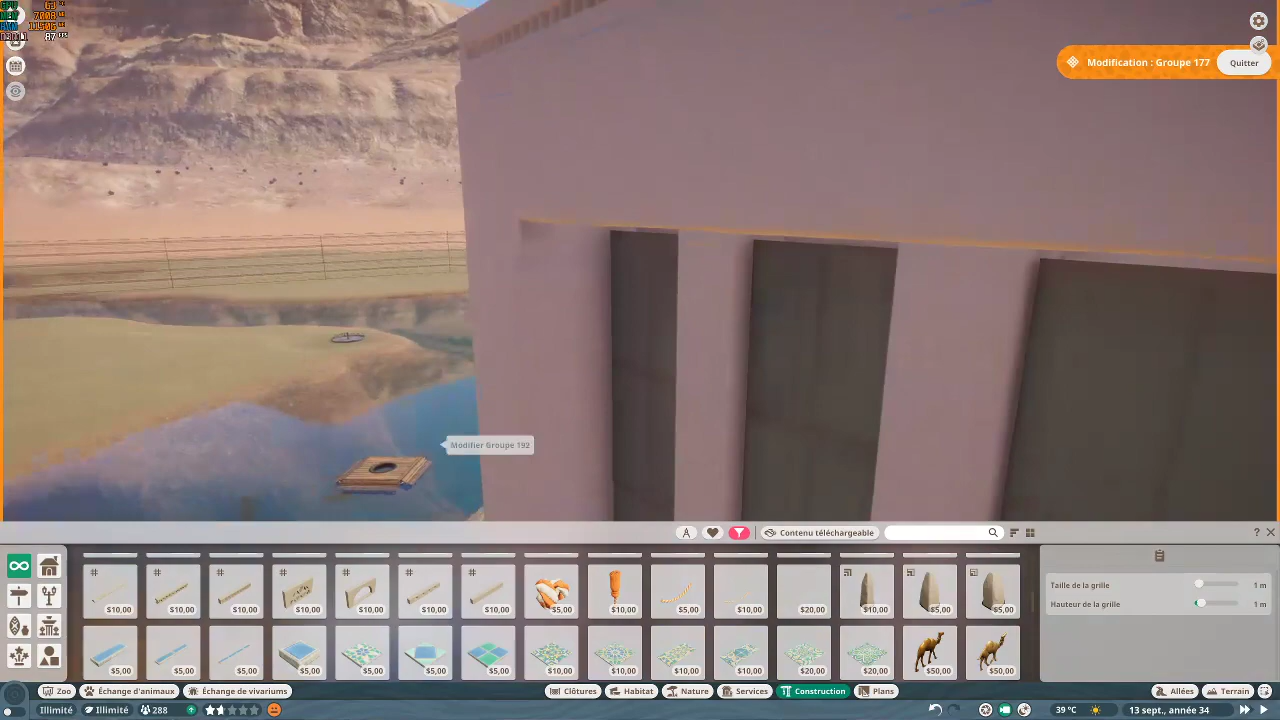 Modification : Groupe 177
Quitter
Modifier Groupe 192
A
Contenu téléchargeable
?
$10,00 $10,00 $10,00 $10,00 $10,00 $10,00 $10,00 $5,00 $10,00 $5,00 $10,00 $20,00 $10,00 $5,00 $5,00
$5,00 $5,00 $5,00 $5,00 $5,00 $5,00 $5,00 $10,00 $10,00 $10,00 $10,00 $20,00 $20,00 $50,00 $50,00
Taille de la grille 1 m
Hauteur de la grille 1 m
Zoo Échange d'animaux Échange de vivariums Clôtures Habitat Nature Services Construction Plans Allées Terrain
Illimité Illimité 288 39 °C 13 sept., année 34